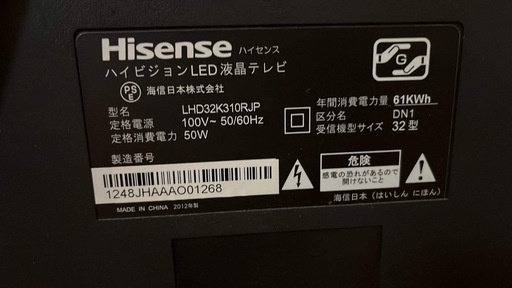 Hisense ハイセンス
ハイビジョンLED液晶テレビ
PS
E
海信日本株式会社
型名 LHD32K310RJP
定格電源 100V~ 50/60Hz
定格消費電力 50W
製造番号
1248JHAAAO01268
MADE IN CHINA 2012年製
G
年間消費電力量 61KWh
区分名 DN1
受信機型サイズ 32型
危険
感電の恐れがあるので
開けないこと
海信日本(はいしん にほん)